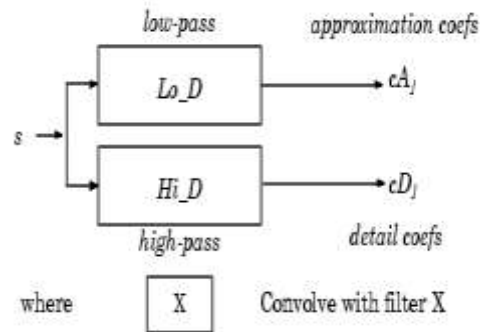 low-pass
approximation coefs
Lo_D
cA₁
s
Hi_D
cD₁
high-pass
detail coefs
where X Convolve with filter X